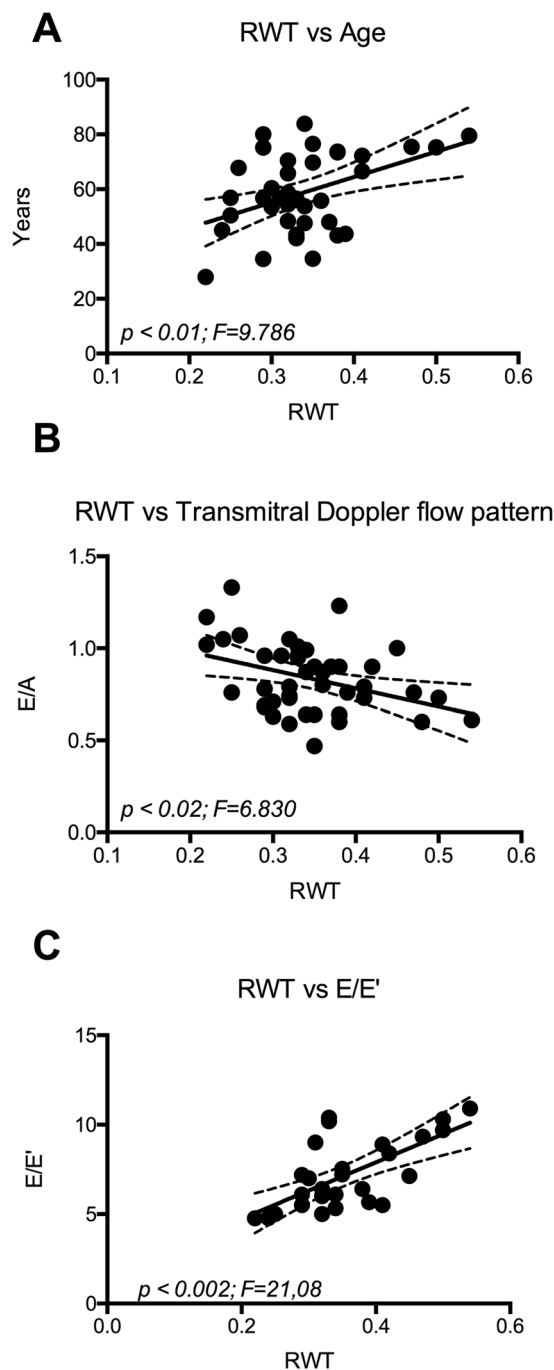 A
RWT vs Age
100
80
60
40
20
0
Years
p < 0.01; F=9.786
0.1 0.2 0.3 0.4 0.5 0.6
RWT
B
RWT vs Transmitral Doppler flow pattern
1.5
1.0
0.5
0.0
E/A
p < 0.02; F=6.830
0.1 0.2 0.3 0.4 0.5 0.6
RWT
C
RWT vs E/E'
15
10
5
0
E/E'
p < 0.002; F=21,08
0.0 0.2 0.4 0.6
RWT